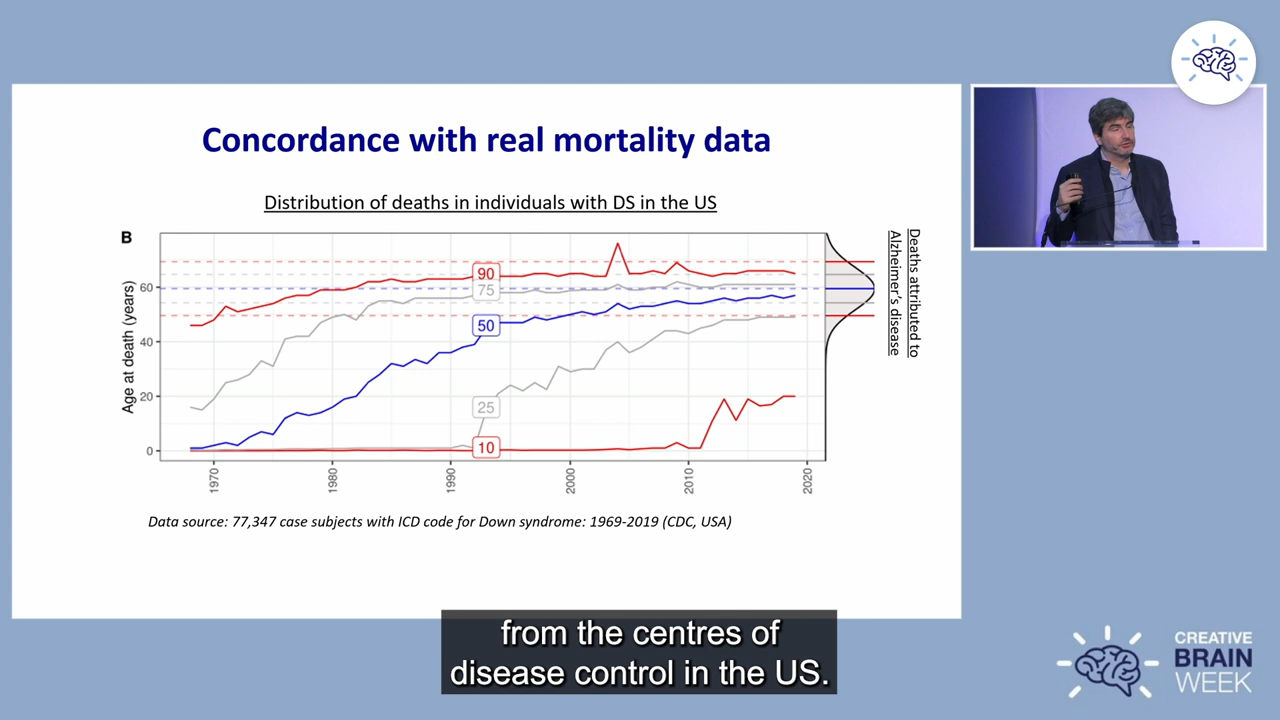 Concordance with real mortality data
Distribution of deaths in individuals with DS in the US
B
Age at death (years)
60
40
20
0
90
75
50
25
10
1970
1980
1990
2000
2010
2020
Deaths attributed to
Alzheimer's disease
Data source: 77,347 case subjects with ICD code for Down syndrome: 1969-2019 (CDC, USA)
from the centres of
disease control in the US.
CREATIVE
BRAIN
WEEK